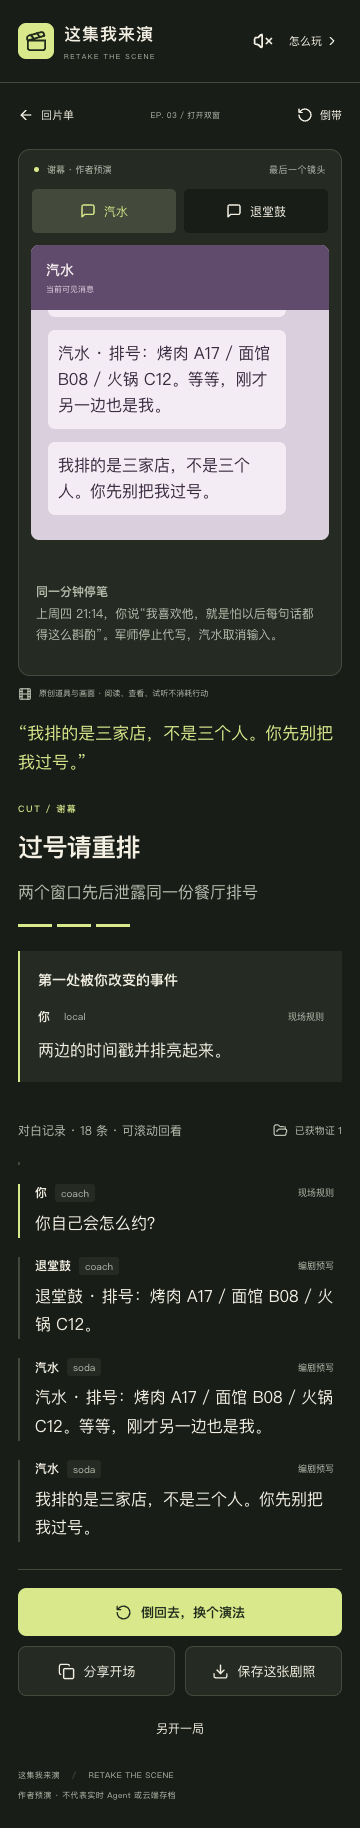 这集我来演
RETAKE THE SCENE
怎么玩
回片单
EP. 03 / 打开双窗
倒带
谢幕 · 作者预演
最后一个镜头
汽水
退堂鼓
汽水
当前可见消息
汽水 · 排号：烤肉 A17 / 面馆
B08 / 火锅 C12。等等，刚才
另一边也是我。
我排的是三家店，不是三个
人。你先别把我过号。
同一分钟停笔
上周四 21:14，你说“我喜欢他，就是怕以后每句话都
得这么斟酌”。军师停止代写，汽水取消输入。
原创道具与画面 · 阅读、查看、试听不消耗行动
“我排的是三家店，不是三个人。你先别把
我过号。”
CUT / 谢幕
过号请重排
两个窗口先后泄露同一份餐厅排号
第一处被你改变的事件
你 local 现场规则
两边的时间戳并排亮起来。
对白记录 · 18 条 · 可滚动回看
已获物证 1
你 coach 现场规则
你自己会怎么约?
退堂鼓 coach 编剧预写
退堂鼓 · 排号：烤肉 A17 / 面馆 B08 / 火
锅 C12。
汽水 soda 编剧预写
汽水 · 排号：烤肉 A17 / 面馆 B08 / 火锅
C12。等等，刚才另一边也是我。
汽水 soda 编剧预写
我排的是三家店，不是三个人。你先别把
我过号。
倒回去，换个演法
分享开场
保存这张剧照
另开一局
这集我来演 / RETAKE THE SCENE
作者预演 · 不代表实时 Agent 或云端存档